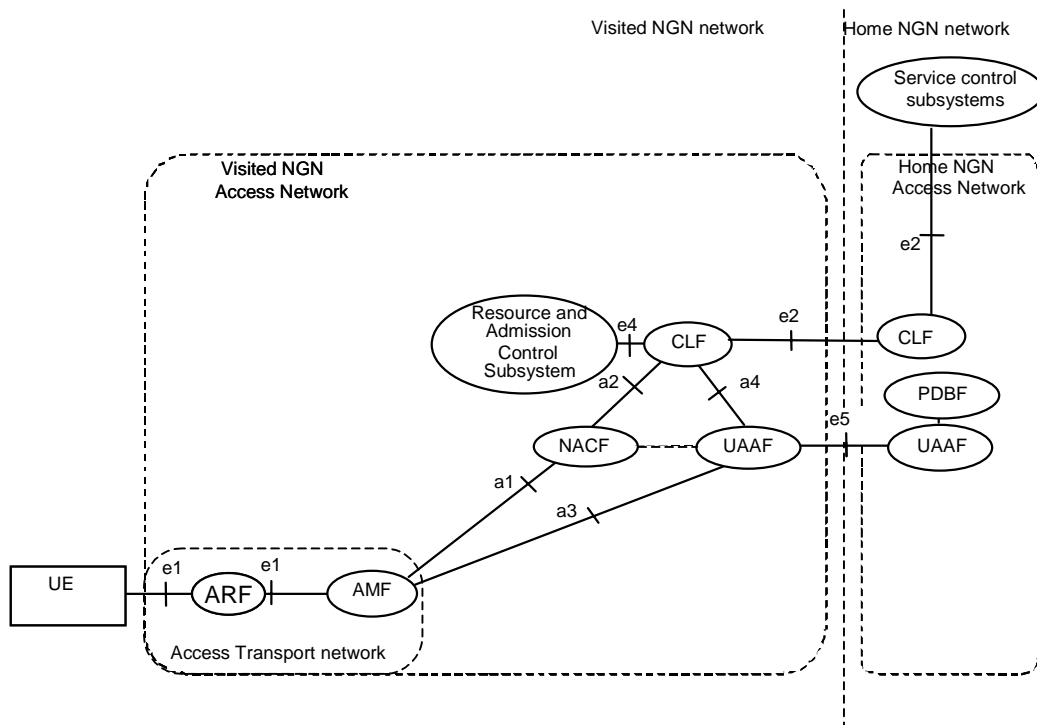 Visited NGN network
Home NGN network
Service control
subsystems
Visited NGN
Access Network
Home NGN
Access Network
e2
Resource and
Admission
Control
Subsystem
e4
CLF
e2
CLF
a2
a4
PDBF
NACF
UAAF
e5
UAAF
a1
a3
UE
e1
ARF
e1
AMF
Access Transport network